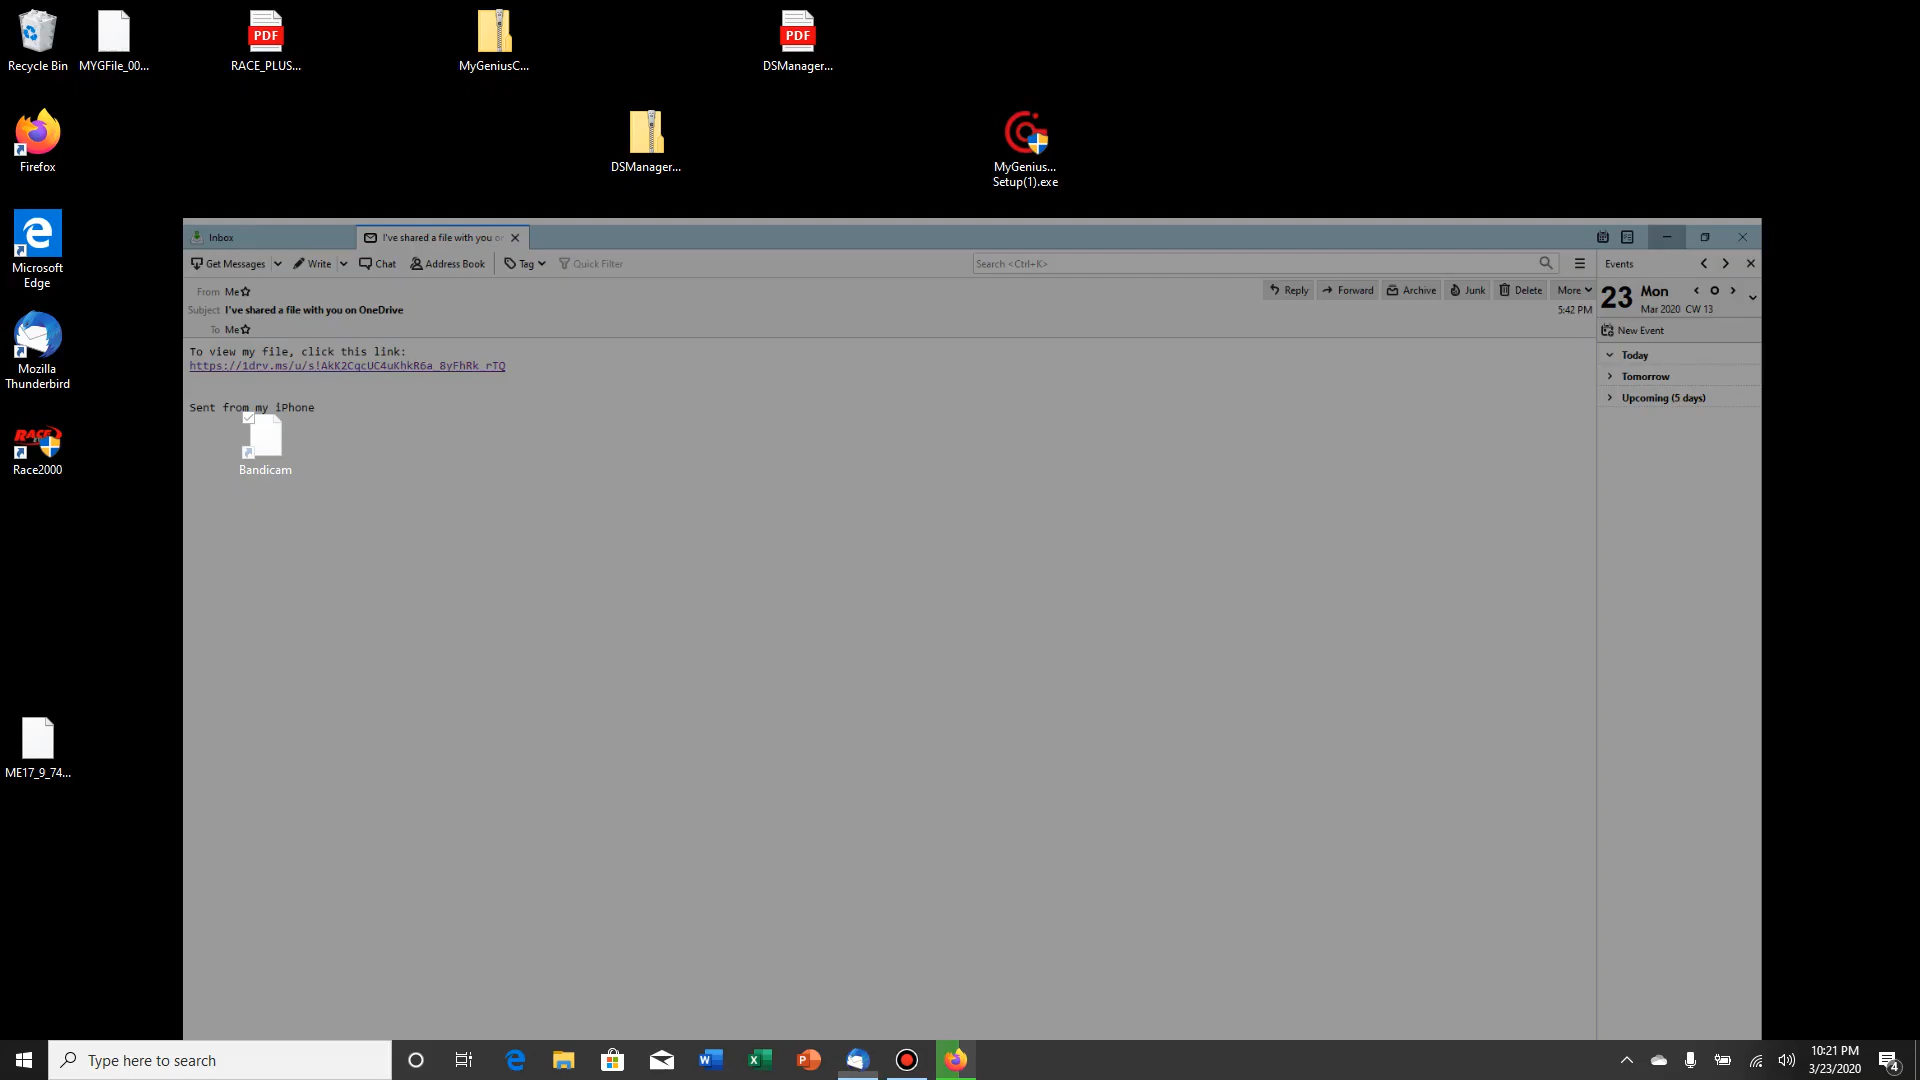 Recycle Bin
MYGFile_00...
PDF
RACE_PLUS...
MyGeniusC...
PDF
DSManager...
Firefox
DSManager...
MyGenius...
Setup(1).exe
Microsoft
Edge
Mozilla
Thunderbird
RACE
Race2000
ME17_9_74...
Inbox
I've shared a file with you o
Get Messages
Write
Chat
Address Book
Tag
Quick Filter
Search <Ctrl+K>
Events
From Me
Reply
Forward
Archive
Junk
Delete
More
Subject I've shared a file with you on OneDrive
5:42 PM
To Me
23
Mon
Mar 2020 CW 13
New Event
Today
Tomorrow
Upcoming (5 days)
To view my file, click this link:
https://1drv.ms/u/s!AkK2CqcUC4uKhkR6a_8yFhRk_rTQ
Sent from my iPhone
Bandicam
Type here to search
10:21 PM
3/23/2020
4